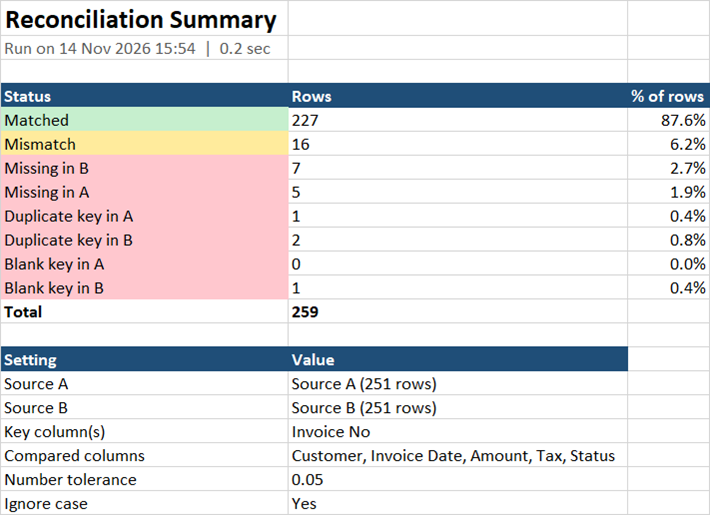 Reconciliation Summary
Run on 14 Nov 2026 15:54 | 0.2 sec
Status Rows % of rows
Matched 227 87.6%
Mismatch 16 6.2%
Missing in B 7 2.7%
Missing in A 5 1.9%
Duplicate key in A 1 0.4%
Duplicate key in B 2 0.8%
Blank key in A 0 0.0%
Blank key in B 1 0.4%
Total 259
Setting Value
Source A Source A (251 rows)
Source B Source B (251 rows)
Key column(s) Invoice No
Compared columns Customer, Invoice Date, Amount, Tax, Status
Number tolerance 0.05
Ignore case Yes